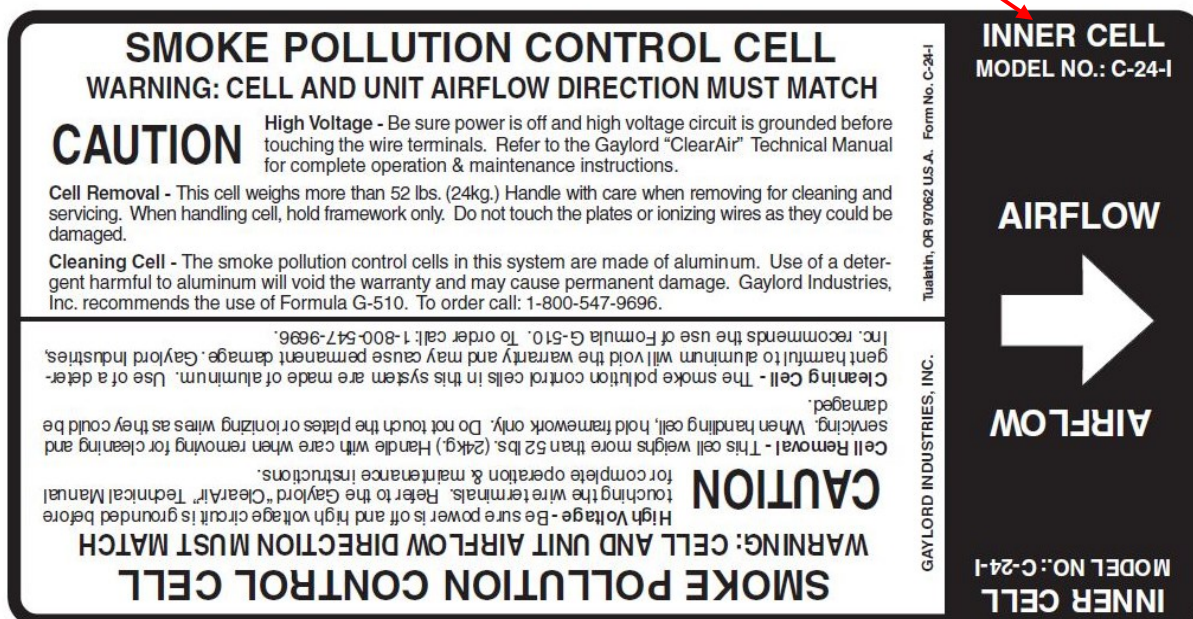 SMOKE POLLUTION CONTROL CELL
WARNING: CELL AND UNIT AIRFLOW DIRECTION MUST MATCH
CAUTION
High Voltage - Be sure power is off and high voltage circuit is grounded before
touching the wire terminals. Refer to the Gaylord “ClearAir” Technical Manual
for complete operation & maintenance instructions.
Cell Removal - This cell weighs more than 52 lbs. (24kg.) Handle with care when removing for cleaning and
servicing. When handling cell, hold framework only. Do not touch the plates or ionizing wires as they could be
damaged.
Cleaning Cell - The smoke pollution control cells in this system are made of aluminum. Use of a deter-
gent harmful to aluminum will void the warranty and may cause permanent damage. Gaylord Industries,
Inc. recommends the use of Formula G-510. To order call: 1-800-547-9696.
SMOKE POLLUTION CONTROL CELL
WARNING: CELL AND UNIT AIRFLOW DIRECTION MUST MATCH
CAUTION
High Voltage - Be sure power is off and high voltage circuit is grounded before
touching the wire terminals. Refer to the Gaylord “ClearAir” Technical Manual
for complete operation & maintenance instructions.
Cell Removal - This cell weighs more than 52 lbs. (24kg.) Handle with care when removing for cleaning and
servicing. When handling cell, hold framework only. Do not touch the plates or ionizing wires as they could be
damaged.
Cleaning Cell - The smoke pollution control cells in this system are made of aluminum. Use of a deter-
gent harmful to aluminum will void the warranty and may cause permanent damage. Gaylord Industries,
Inc. recommends the use of Formula G-510. To order call: 1-800-547-9696.
GAYLORD INDUSTRIES, INC. Tualatin, OR 97062 U.S.A. Form No. C-24-I
INNER CELL
MODEL NO.: C-24-I
AIRFLOW
AIRFLOW
INNER CELL
MODEL NO.: C-24-I